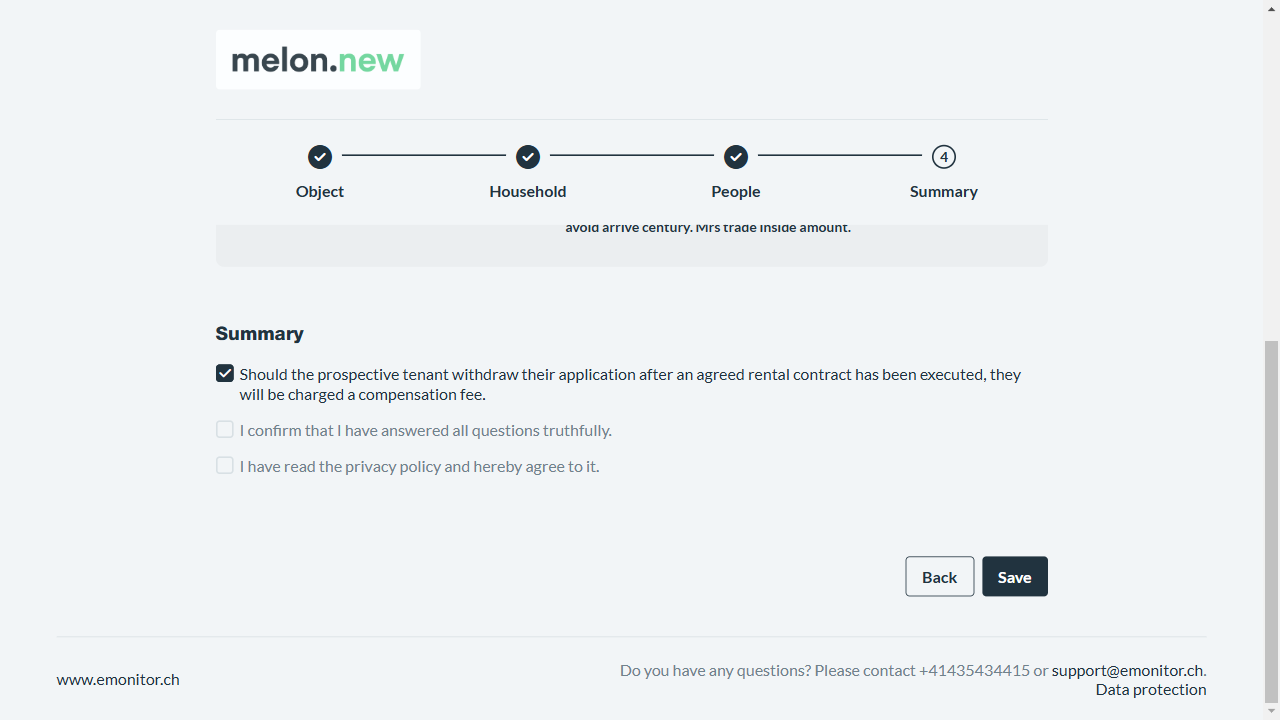 melon.new
4
Object
Household
People
Summary
avoid arrive century. Mrs trade inside amount.
Summary
Should the prospective tenant withdraw their application after an agreed rental contract has been executed, they
will be charged a compensation fee.
I confirm that I have answered all questions truthfully.
I have read the privacy policy and hereby agree to it.
Back
Save
www.emonitor.ch
Do you have any questions? Please contact +41435434415 or support@emonitor.ch.
Data protection